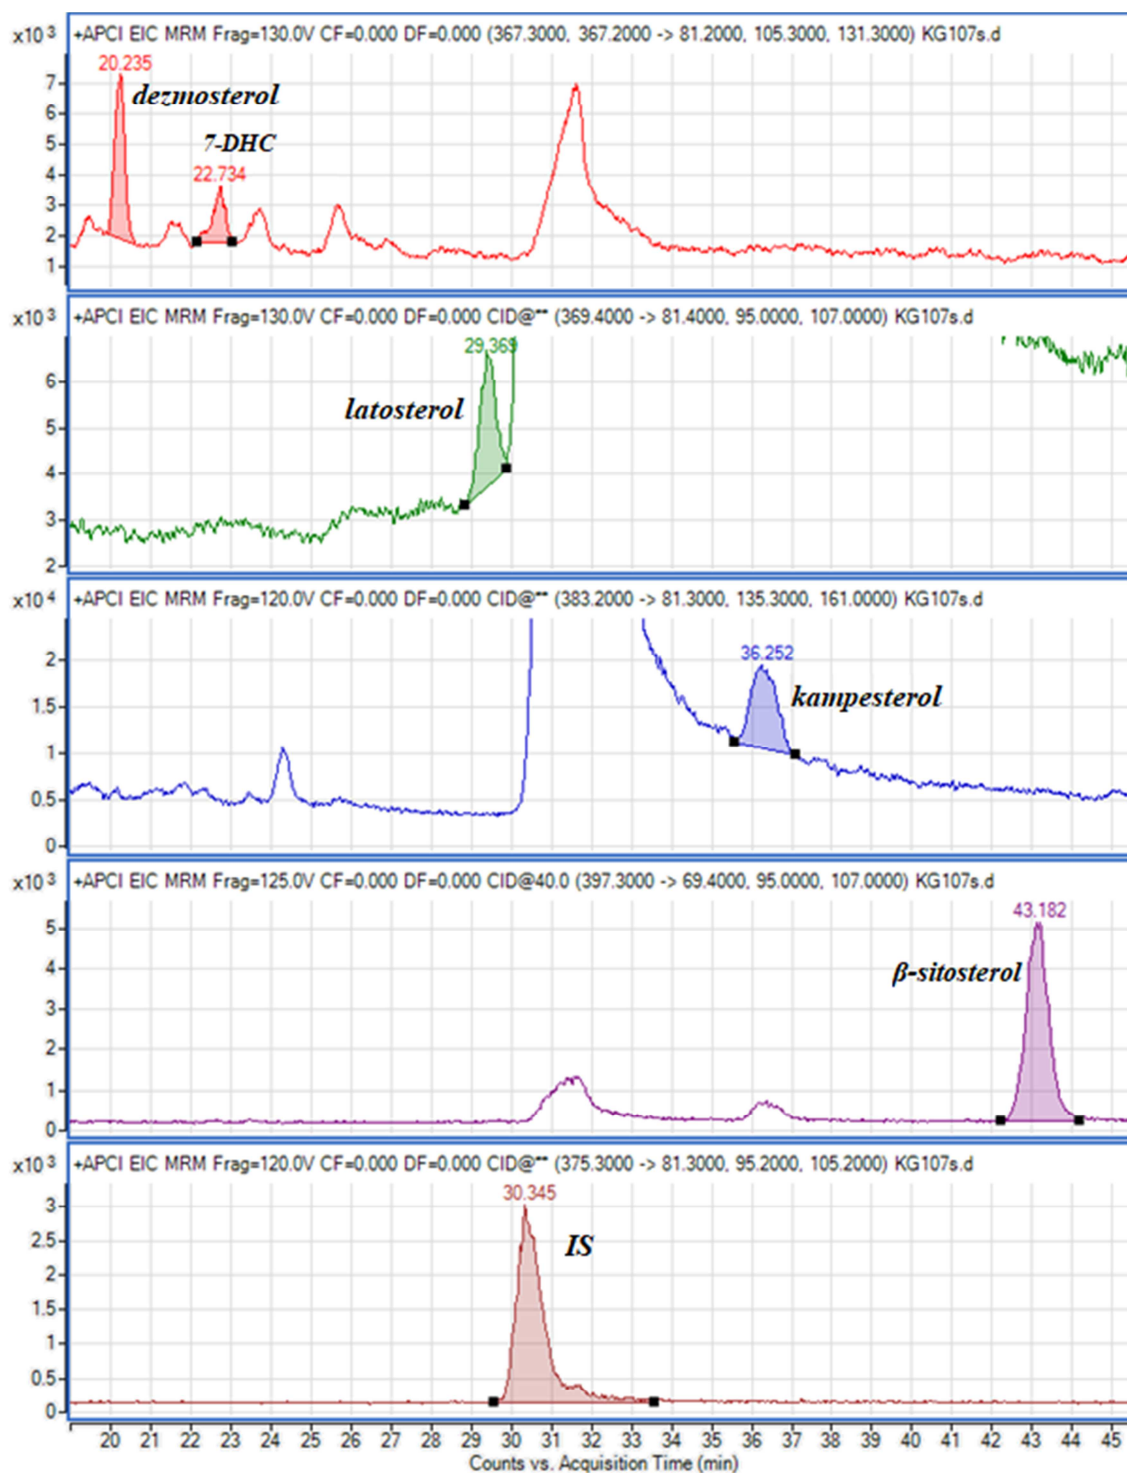 x10 3 +APCI EIC MRM Frag=130.0V CF=0.000 DF=0.000 (367.3000, 367.2000 -> 81.2000, 105.3000, 131.3000) KG107s.d
20.235
dezmosterol
7-DHC
22.734
7
6
5
4
3
2
1
x10 3 +APCI EIC MRM Frag=130.0V CF=0.000 DF=0.000 CID@** (369.4000 -> 81.4000, 95.0000, 107.0000) KG107s.d
29.369
latosterol
6
5
4
3
2
x10 4 +APCI EIC MRM Frag=120.0V CF=0.000 DF=0.000 CID@** (383.2000 -> 81.3000, 135.3000, 161.0000) KG107s.d
36.252
kampesterol
2
1.5
1
0.5
0
x10 3 +APCI EIC MRM Frag=125.0V CF=0.000 DF=0.000 CID@40.0 (397.3000 -> 69.4000, 95.0000, 107.0000) KG107s.d
43.182
β-sitosterol
5
4
3
2
1
0
x10 3 +APCI EIC MRM Frag=120.0V CF=0.000 DF=0.000 CID@** (375.3000 -> 81.3000, 95.2000, 105.2000) KG107s.d
30.345
IS
3
2.5
2
1.5
1
0.5
0
20 21 22 23 24 25 26 27 28 29 30 31 32 33 34 35 36 37 38 39 40 41 42 43 44 45
Counts vs. Acquisition Time (min)